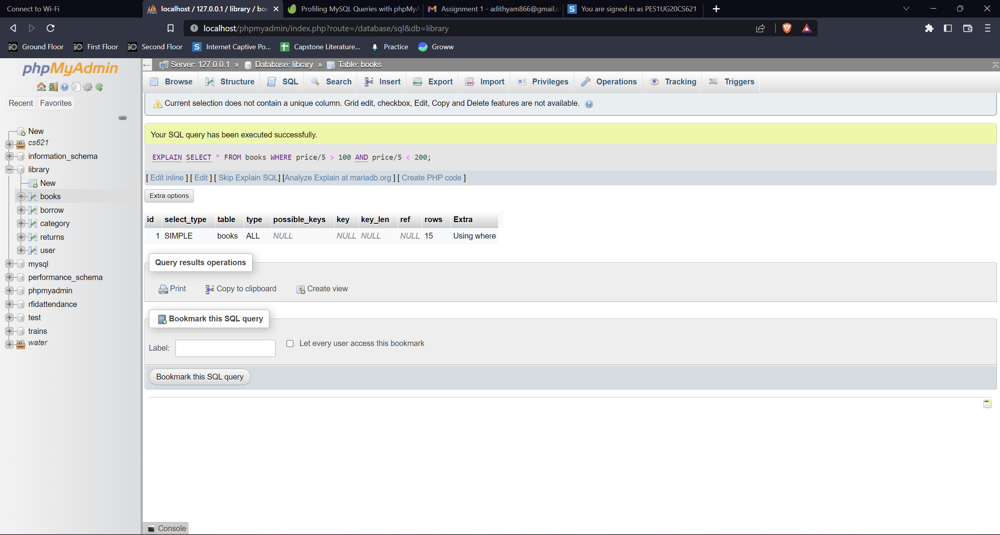 Connect to Wi-Fi
localhost / 127.0.0.1 / library / boo
Profiling MySQL Queries with phpMyA
Assignment 1 - adithyam866@gmail.c
You are signed in as PES1UG20CS621
localhost/phpmyadmin/index.php?route=/database/sql&db=library
Ground Floor
First Floor
Second Floor
Internet Captive Po...
Capstone Literature...
Practice
Groww
phpMyAdmin
Recent
Favorites
New
cs621
information_schema
library
New
books
borrow
category
returns
user
mysql
performance_schema
phpmyadmin
rfidattendance
test
trains
water
Server: 127.0.0.1 » Database: library » Table: books
Browse
Structure
SQL
Search
Insert
Export
Import
Privileges
Operations
Tracking
Triggers
Current selection does not contain a unique column. Grid edit, checkbox, Edit, Copy and Delete features are not available.
Your SQL query has been executed successfully.
EXPLAIN SELECT * FROM books WHERE price/5 > 100 AND price/5 < 200;
[ Edit inline ] [ Edit ] [ Skip Explain SQL] [Analyze Explain at mariadb.org ] [ Create PHP code ]
Extra options
id select_type table type possible_keys key key_len ref rows Extra
1 SIMPLE books ALL NULL NULL NULL NULL 15 Using where
Query results operations
Print
Copy to clipboard
Create view
Bookmark this SQL query
Label:
Let every user access this bookmark
Bookmark this SQL query
Console